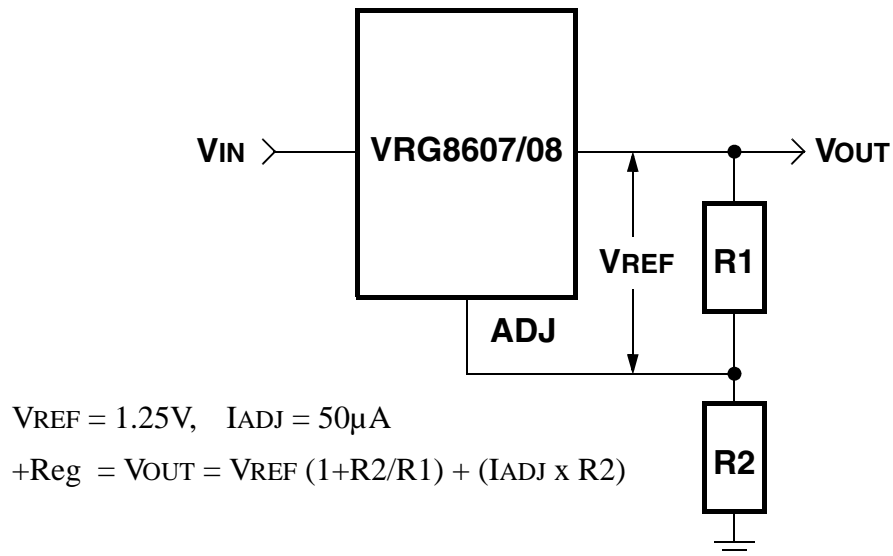 VIN
VRG8607/08
VOUT
VREF
R1
ADJ
R2
VREF = 1.25V, IADJ = 50µA
+Reg = VOUT = VREF (1+R2/R1) + (IADJ x R2)